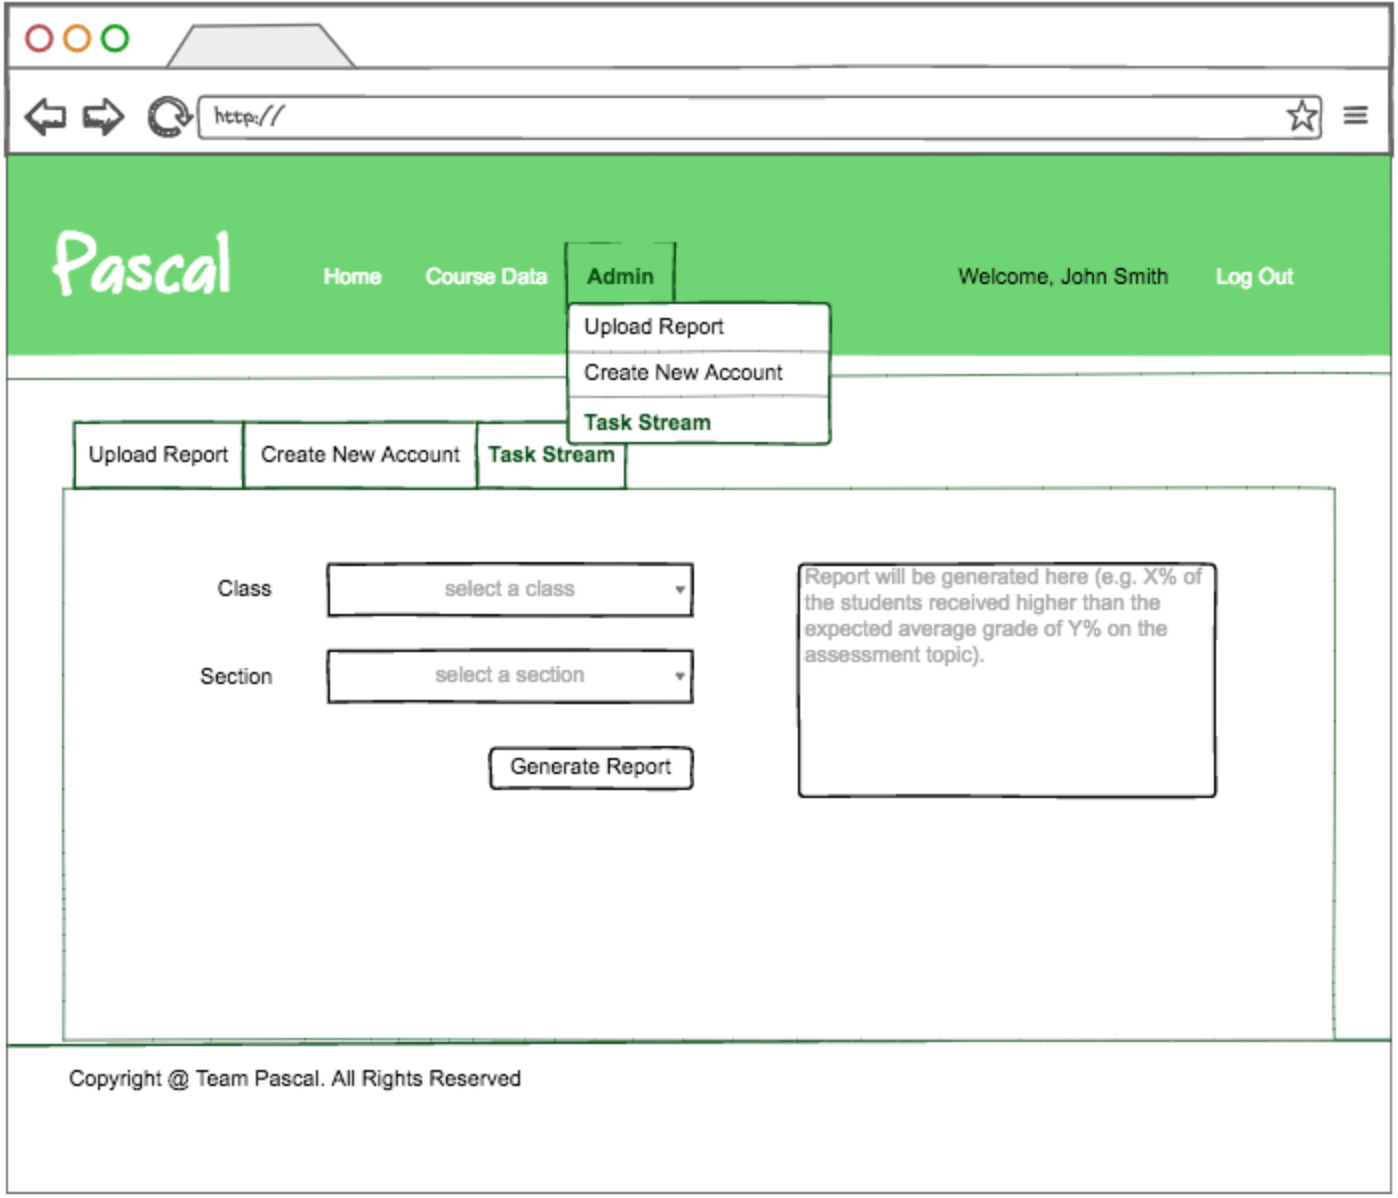 http://
Pascal
Home
Course Data
Admin
Welcome, John Smith
Log Out
Upload Report
Create New Account
Task Stream
Upload Report
Create New Account
Task Stream
Class
select a class
Section
select a section
Generate Report
Report will be generated here (e.g. X% of
the students received higher than the
expected average grade of Y% on the
assessment topic).
Copyright @ Team Pascal. All Rights Reserved